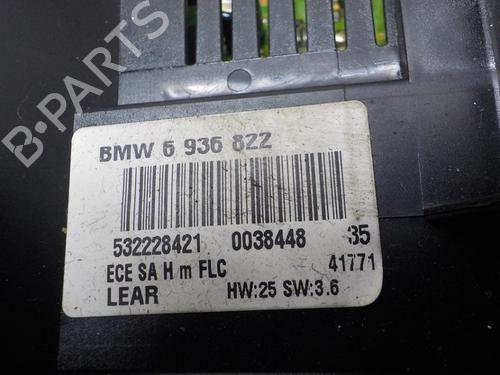 B-PARTS
BMW 6 936 822
532228421 0038448 35
ECE SA H m FLC 41771
LEAR HW:25 SW:3.6